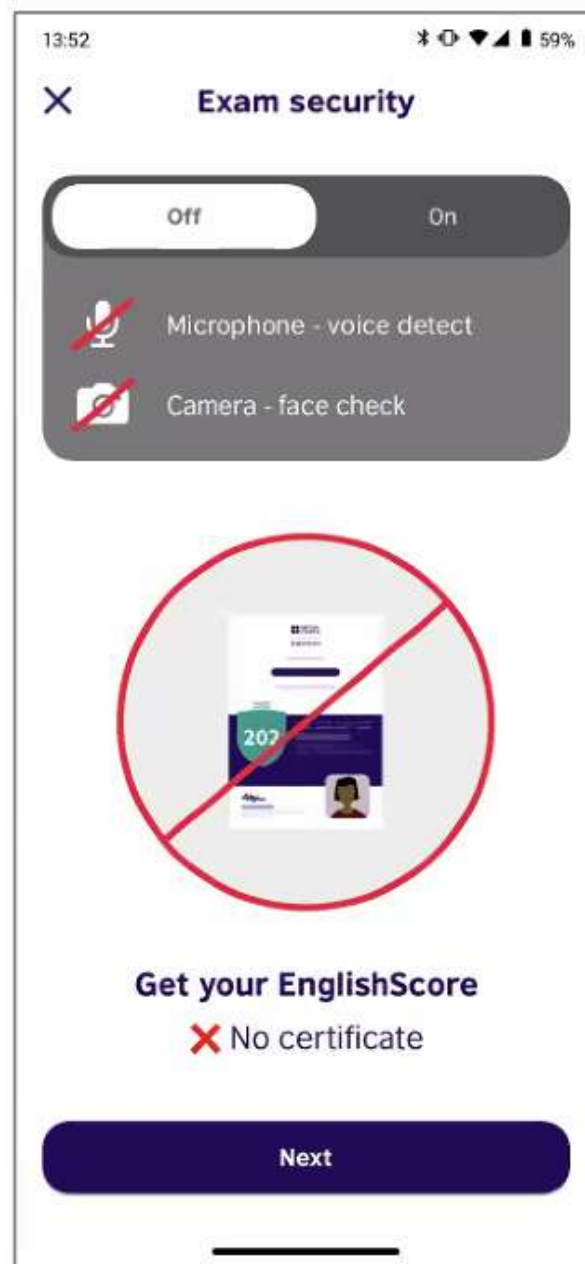 13:52 59%
Exam security
Off On
Microphone - voice detect
Camera - face check
202
Get your EnglishScore
No certificate
Next